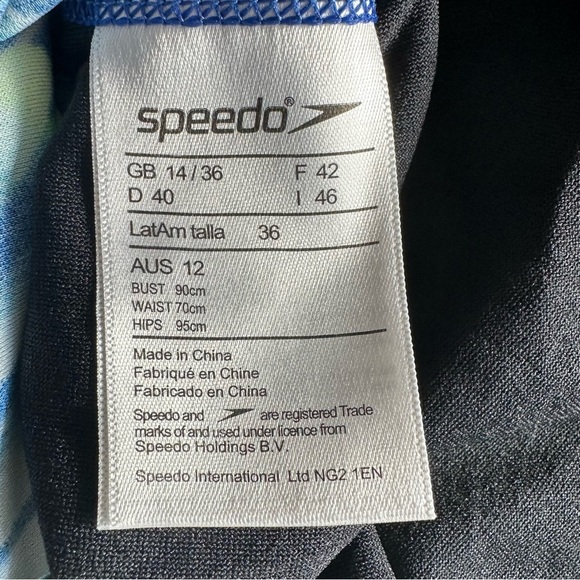 speedo®
GB 14/36 F 42
D 40 I 46
LatAm talla 36
AUS 12
BUST 90cm
WAIST 70cm
HIPS 95cm
Made in China
Fabriqué en Chine
Fabricado en China
Speedo and are registered Trade
marks of and used under licence from
Speedo Holdings B.V.
Speedo International Ltd NG2 1EN